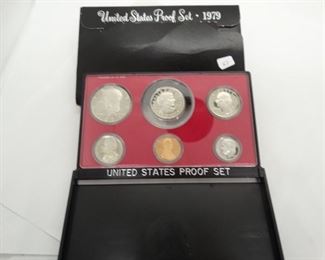 United States Proof Set • 1979
UNITED STATES PROOF SET